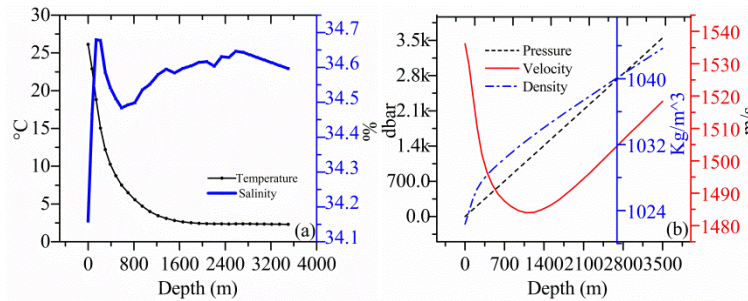 30
25
20
15
10
5
0
°C
34.7
34.6
34.5
34.4
34.3
34.2
34.1
‰
Temperature
Salinity
(a)
0 800 1600 2400 3200 4000
Depth (m)
3.5k
2.8k
2.1k
1.4k
700.0
0.0
dbar
Pressure
Velocity
Density
1040
1032
1024
Kg/m^3
1540
1530
1520
1510
1500
1490
1480
m/s
(b)
0 700 1400 2100 2800 3500
Depth (m)